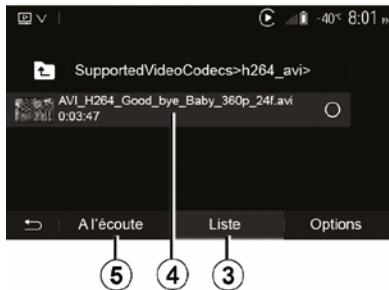 -40°c 8:01
SupportedVideoCodecs>h264_avi>
AVI_H264_Good_bye_Baby_360p_24f.avi
0:03:47
A l'écoute Liste Options
5 4 3